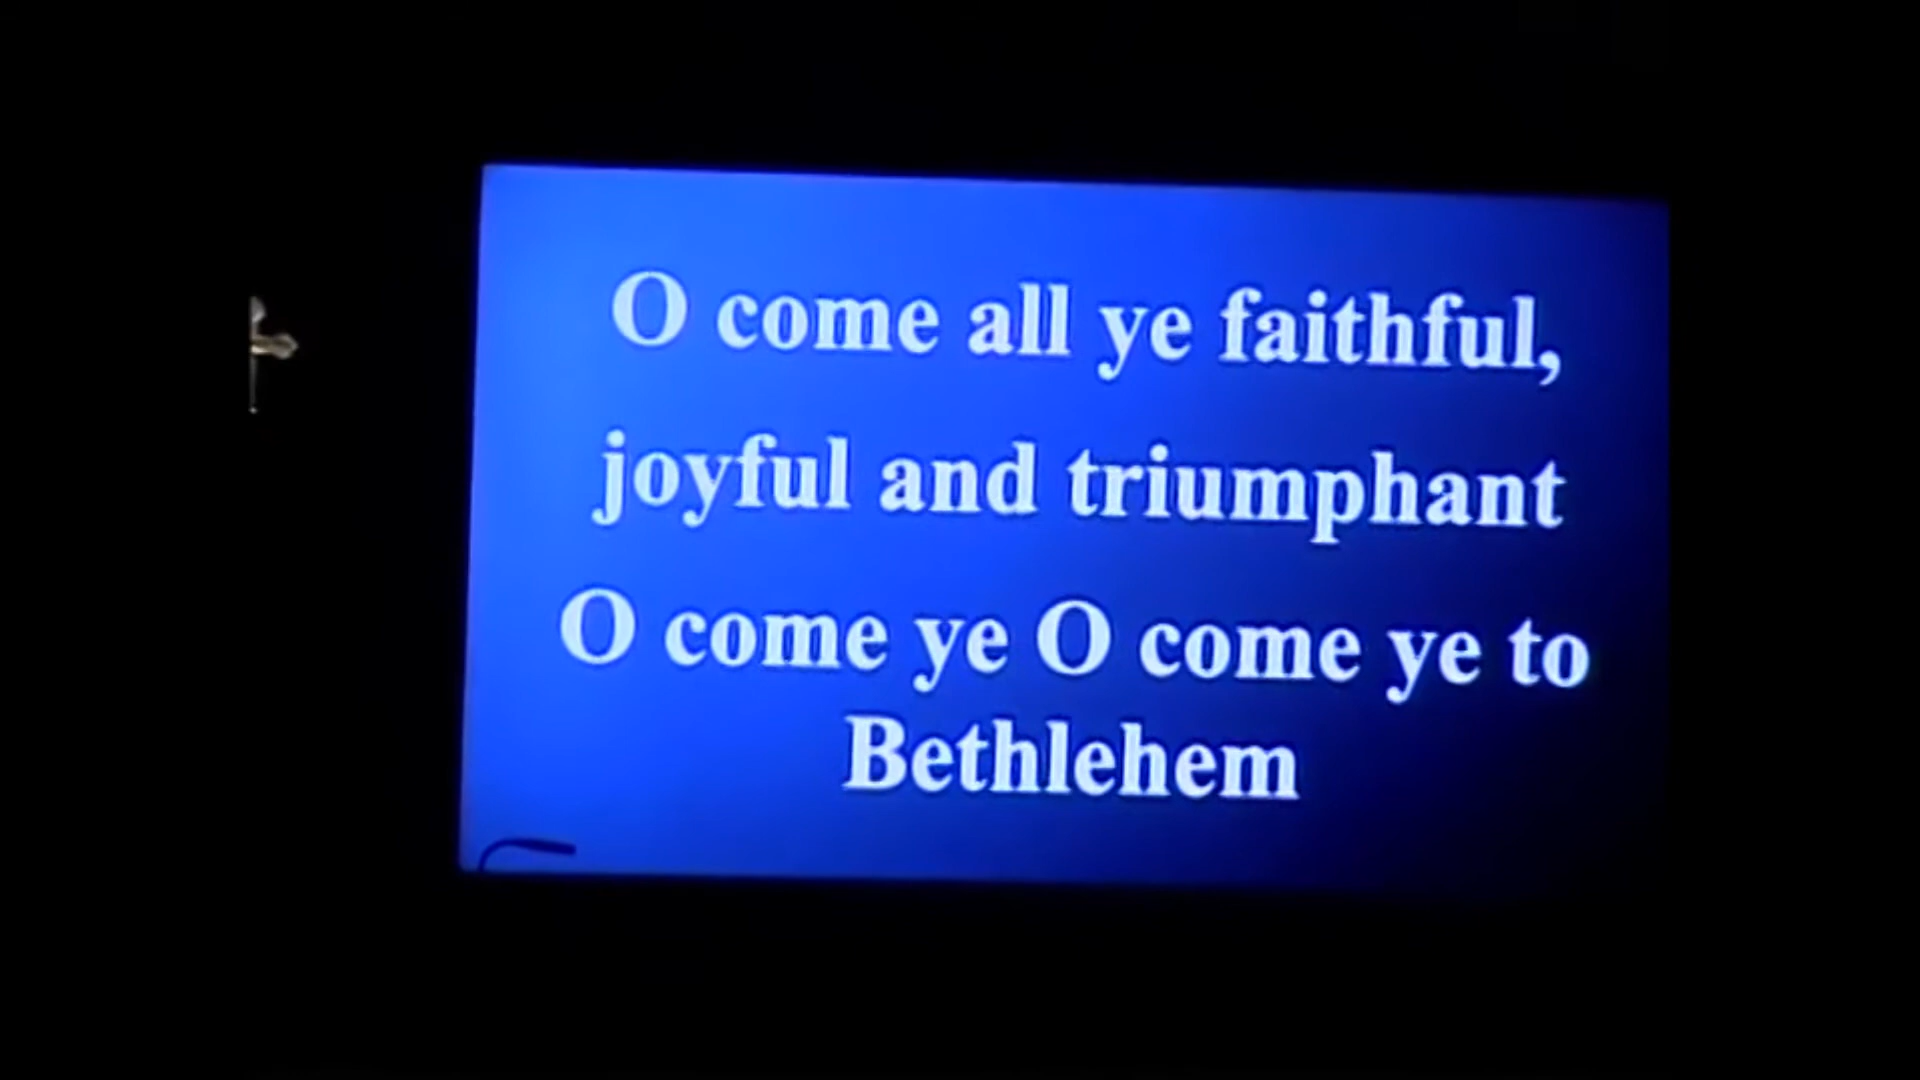 O come all ye faithful,
joyful and triumphant
O come ye O come ye to
Bethlehem